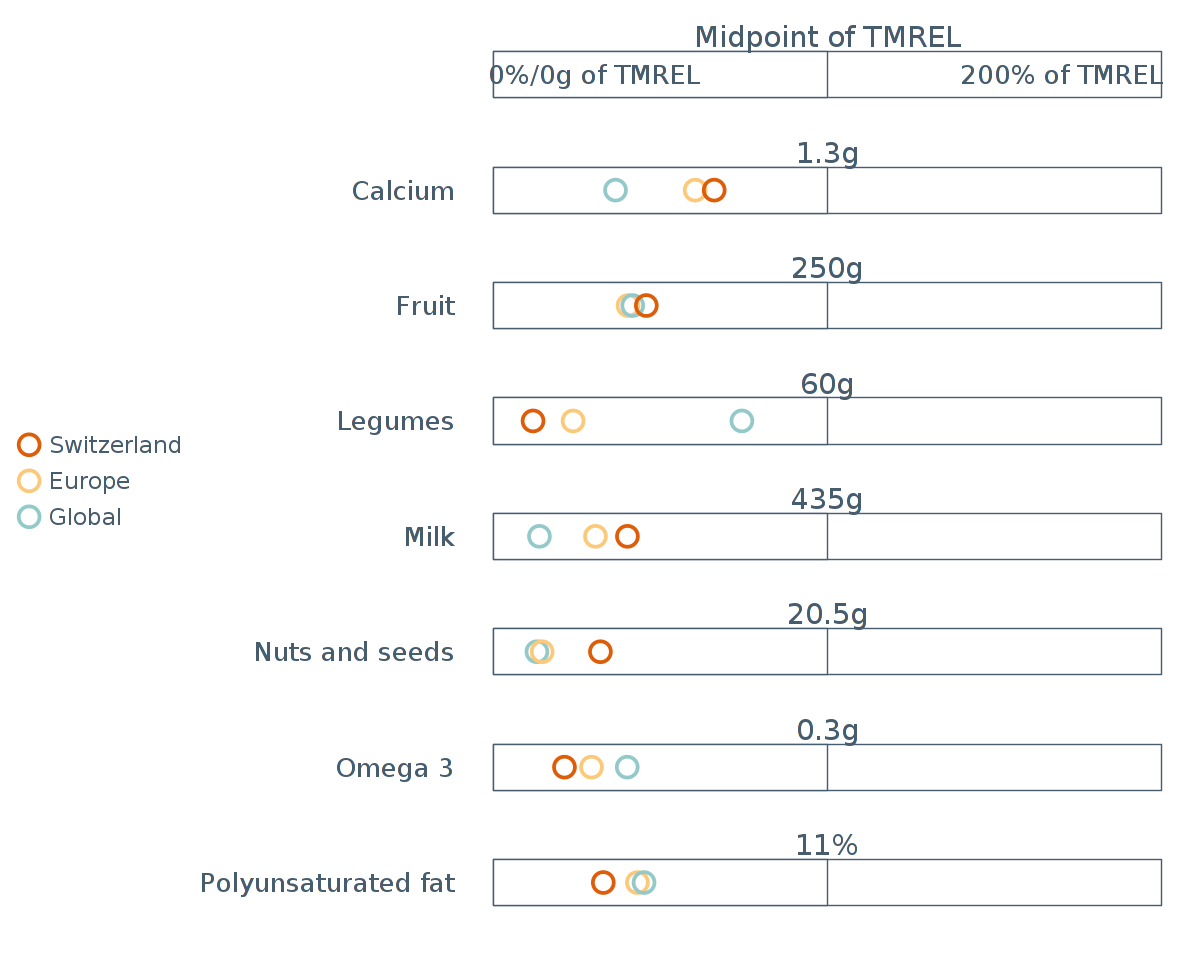 Midpoint of TMREL
0%/0g of TMREL
200% of TMREL
1.3g
Calcium
250g
Fruit
60g
Legumes
Switzerland
Europe
Global
435g
Milk
20.5g
Nuts and seeds
0.3g
Omega 3
11%
Polyunsaturated fat